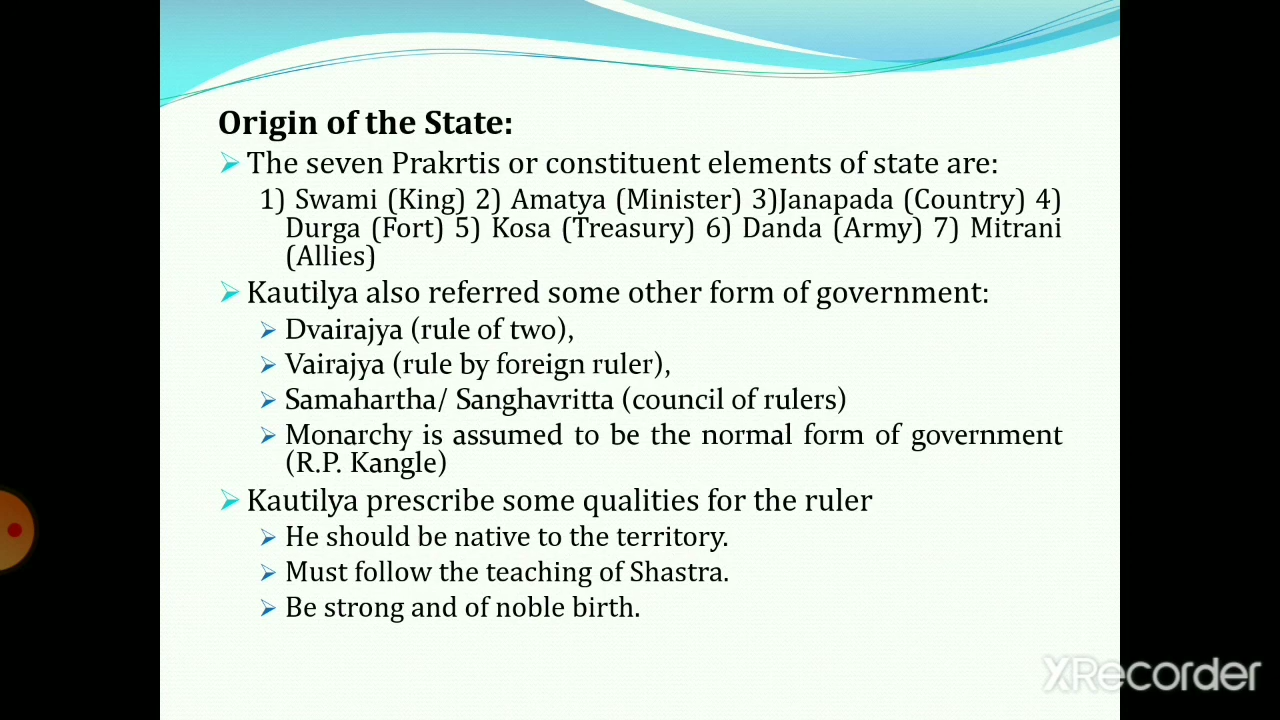 Origin of the State:
The seven Prakrtis or constituent elements of state are:
1) Swami (King) 2) Amatya (Minister) 3)Janapada (Country) 4)
Durga (Fort) 5) Kosa (Treasury) 6) Danda (Army) 7) Mitrani
(Allies)
Kautilya also referred some other form of government:
Dvairajya (rule of two),
Vairajya (rule by foreign ruler),
Samahartha/ Sanghavritta (council of rulers)
Monarchy is assumed to be the normal form of government
(R.P. Kangle)
Kautilya prescribe some qualities for the ruler
He should be native to the territory.
Must follow the teaching of Shastra.
Be strong and of noble birth.
XRecorder